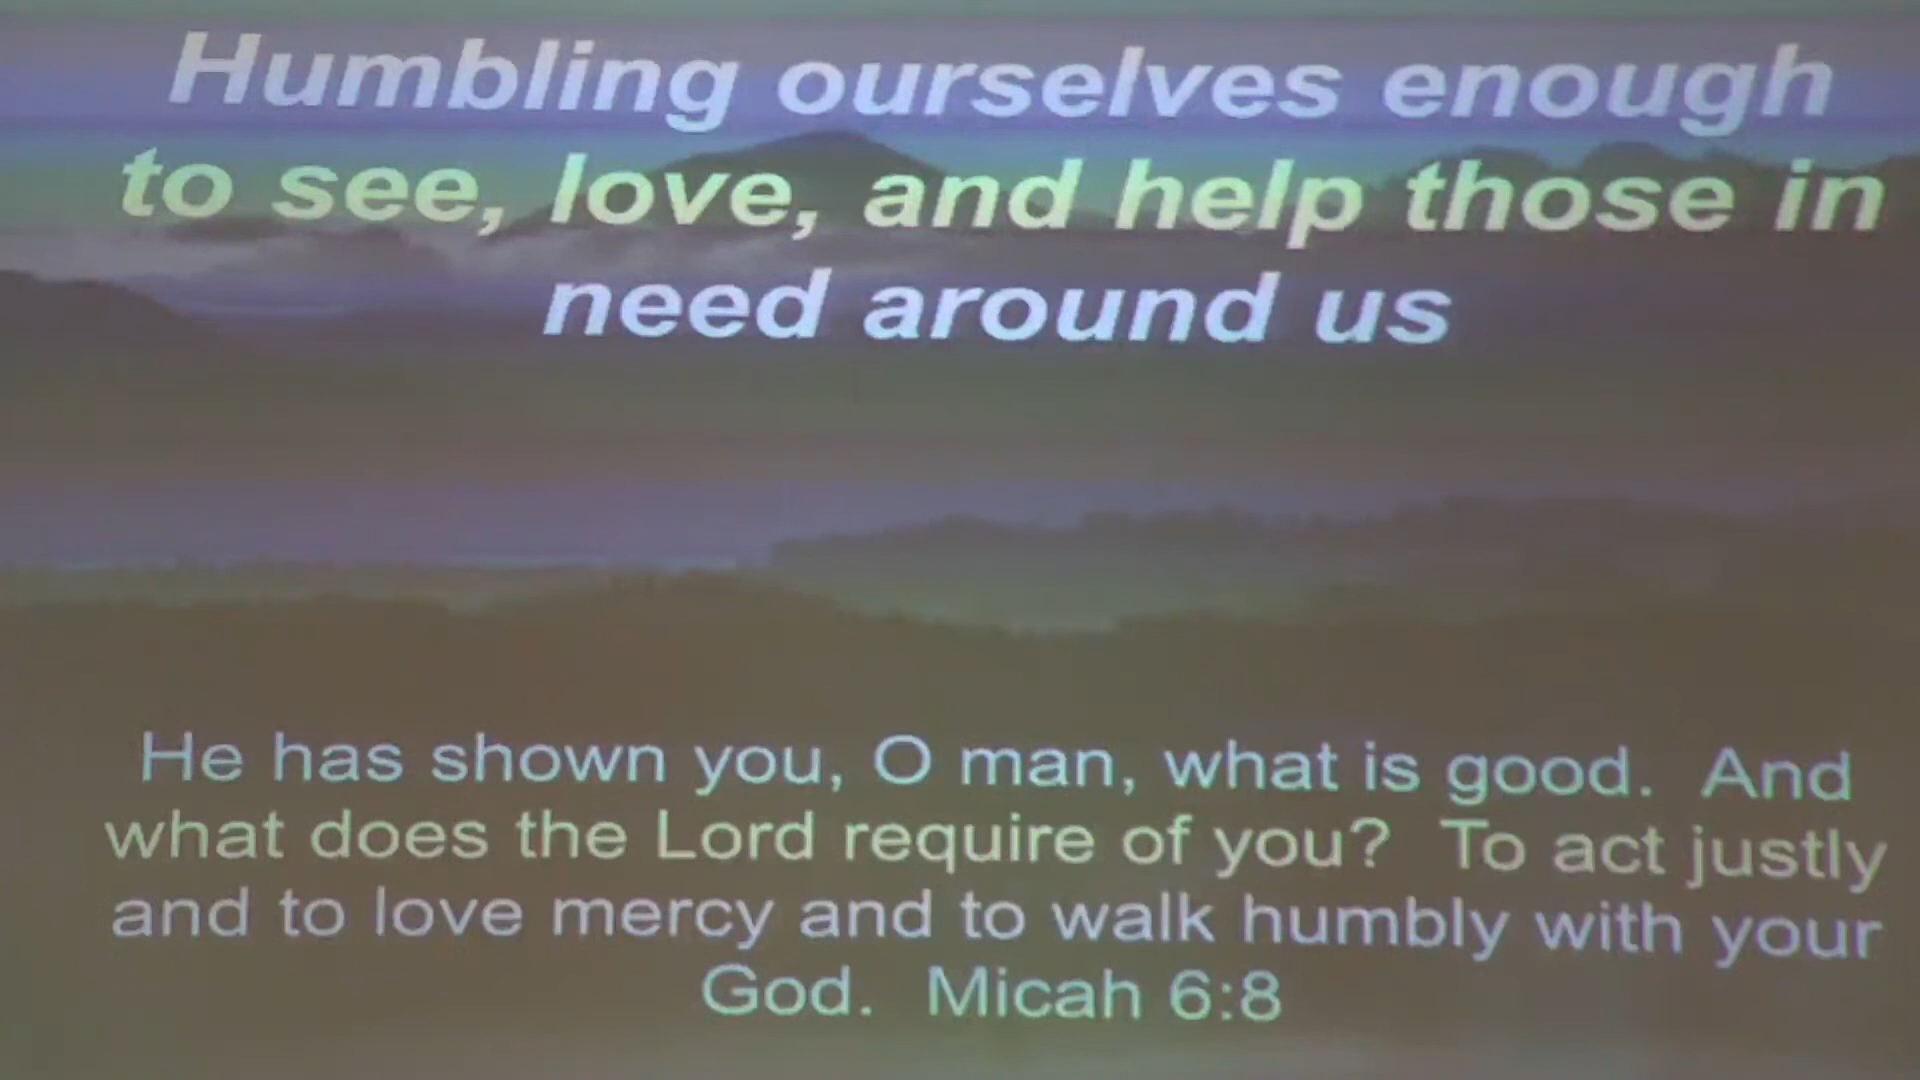 Humbling ourselves enough
to see, love, and help those in
need around us
He has shown you, O man, what is good. And
what does the Lord require of you? To act justly
and to love mercy and to walk humbly with your
God. Micah 6:8